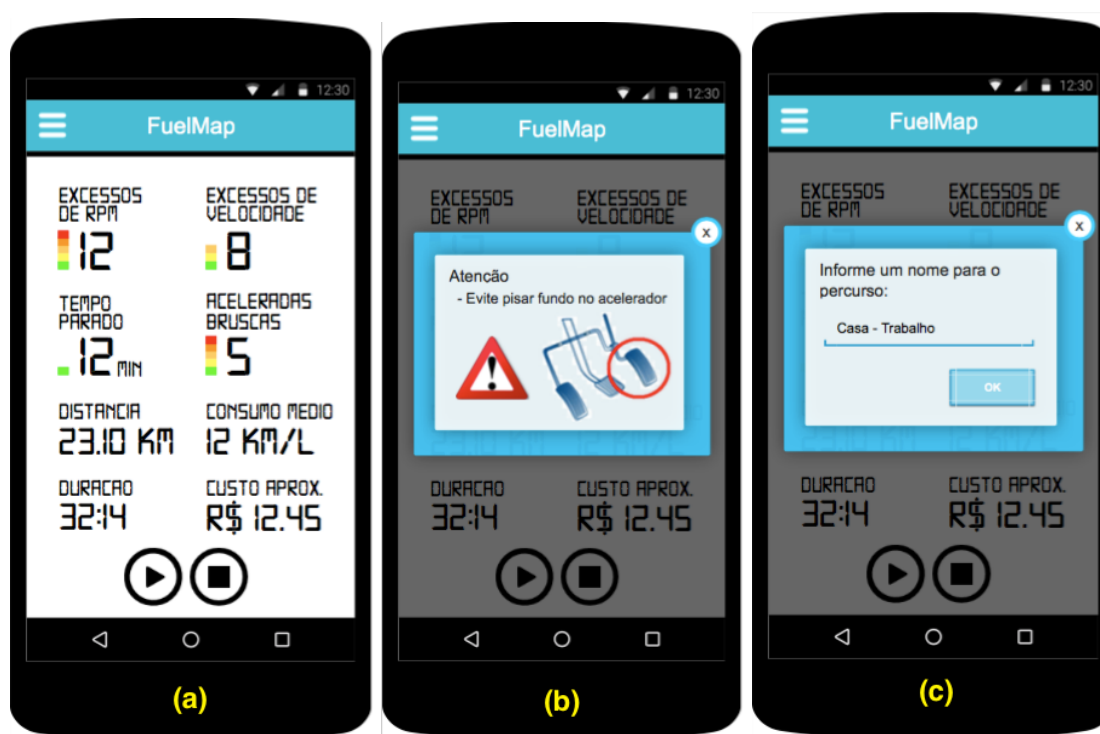 12:30
FuelMap
EXCESSOS DE RPM
EXCESSOS DE VELOCIDADE
12
8
TEMPO PARADO
ACELERADAS BRUSCAS
12 MIN
5
DISTANCIA
CONSUMO MEDIO
23.10 KM
12 KM/L
DURACAO
CUSTO APROX.
32:14
R$ 12.45
(a)
12:30
FuelMap
EXCESSOS DE RPM
EXCESSOS DE VELOCIDADE
x
Atenção
- Evite pisar fundo no acelerador
DURACAO
CUSTO APROX.
32:14
R$ 12.45
(b)
12:30
FuelMap
EXCESSOS DE RPM
EXCESSOS DE VELOCIDADE
x
Informe um nome para o
percurso:
Casa - Trabalho
OK
DURACAO
CUSTO APROX.
32:14
R$ 12.45
(c)